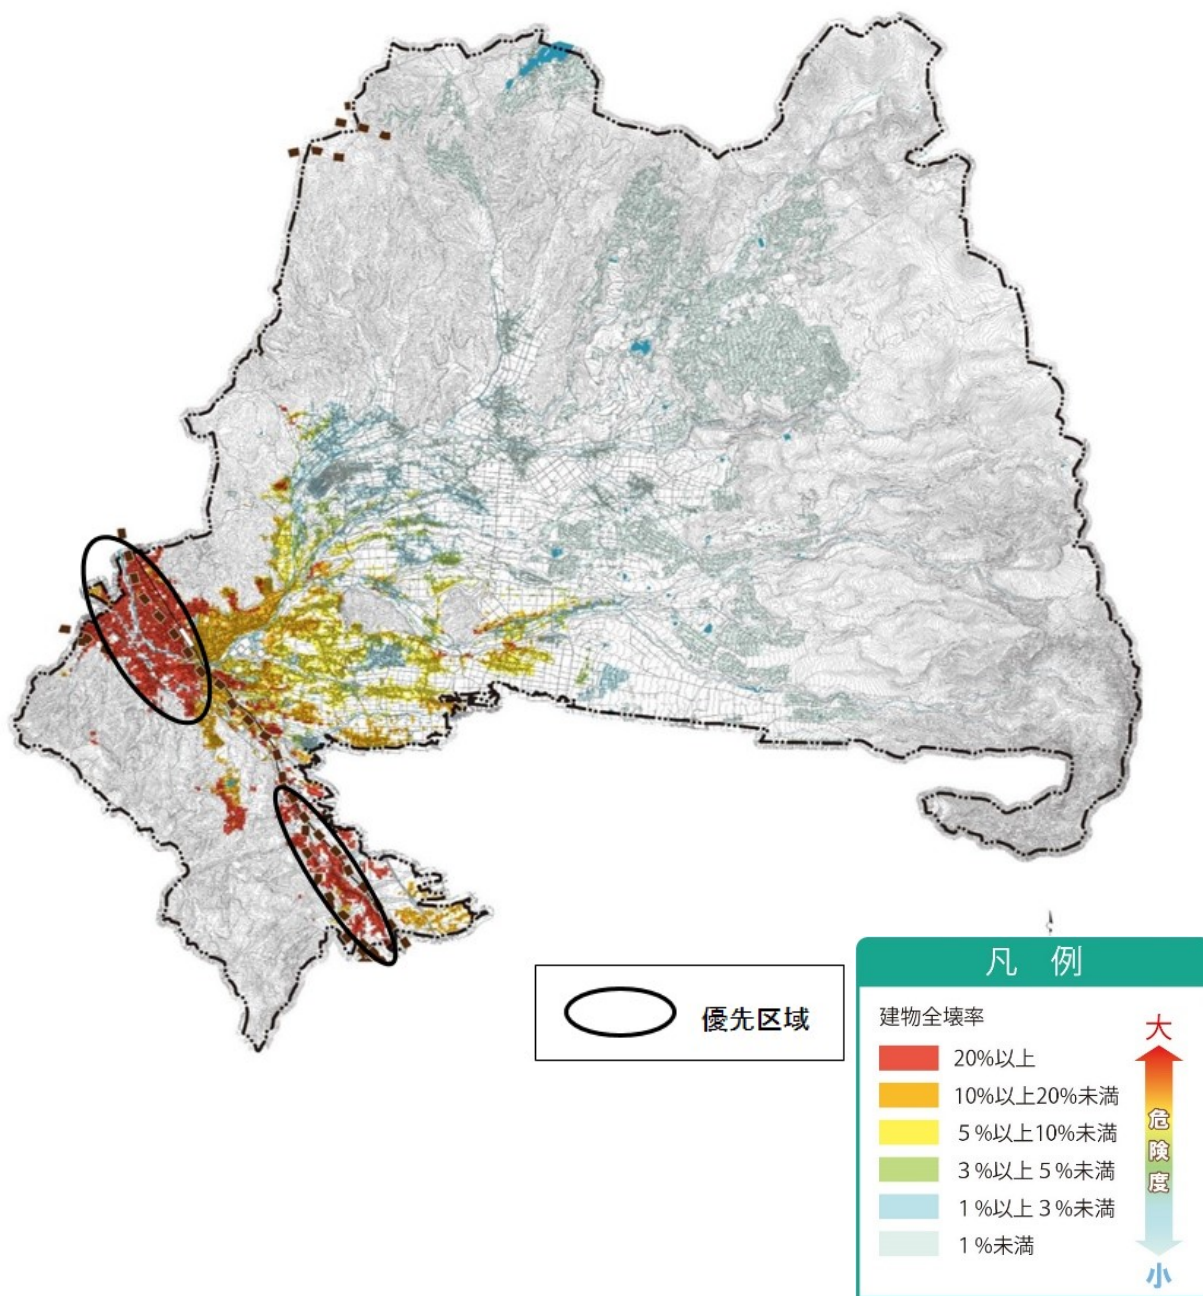 優先区域
凡 例
建物全壊率
大
20%以上
10%以上20%未満
5%以上10%未満
3%以上5%未満
1%以上3%未満
1%未満
危険度
小